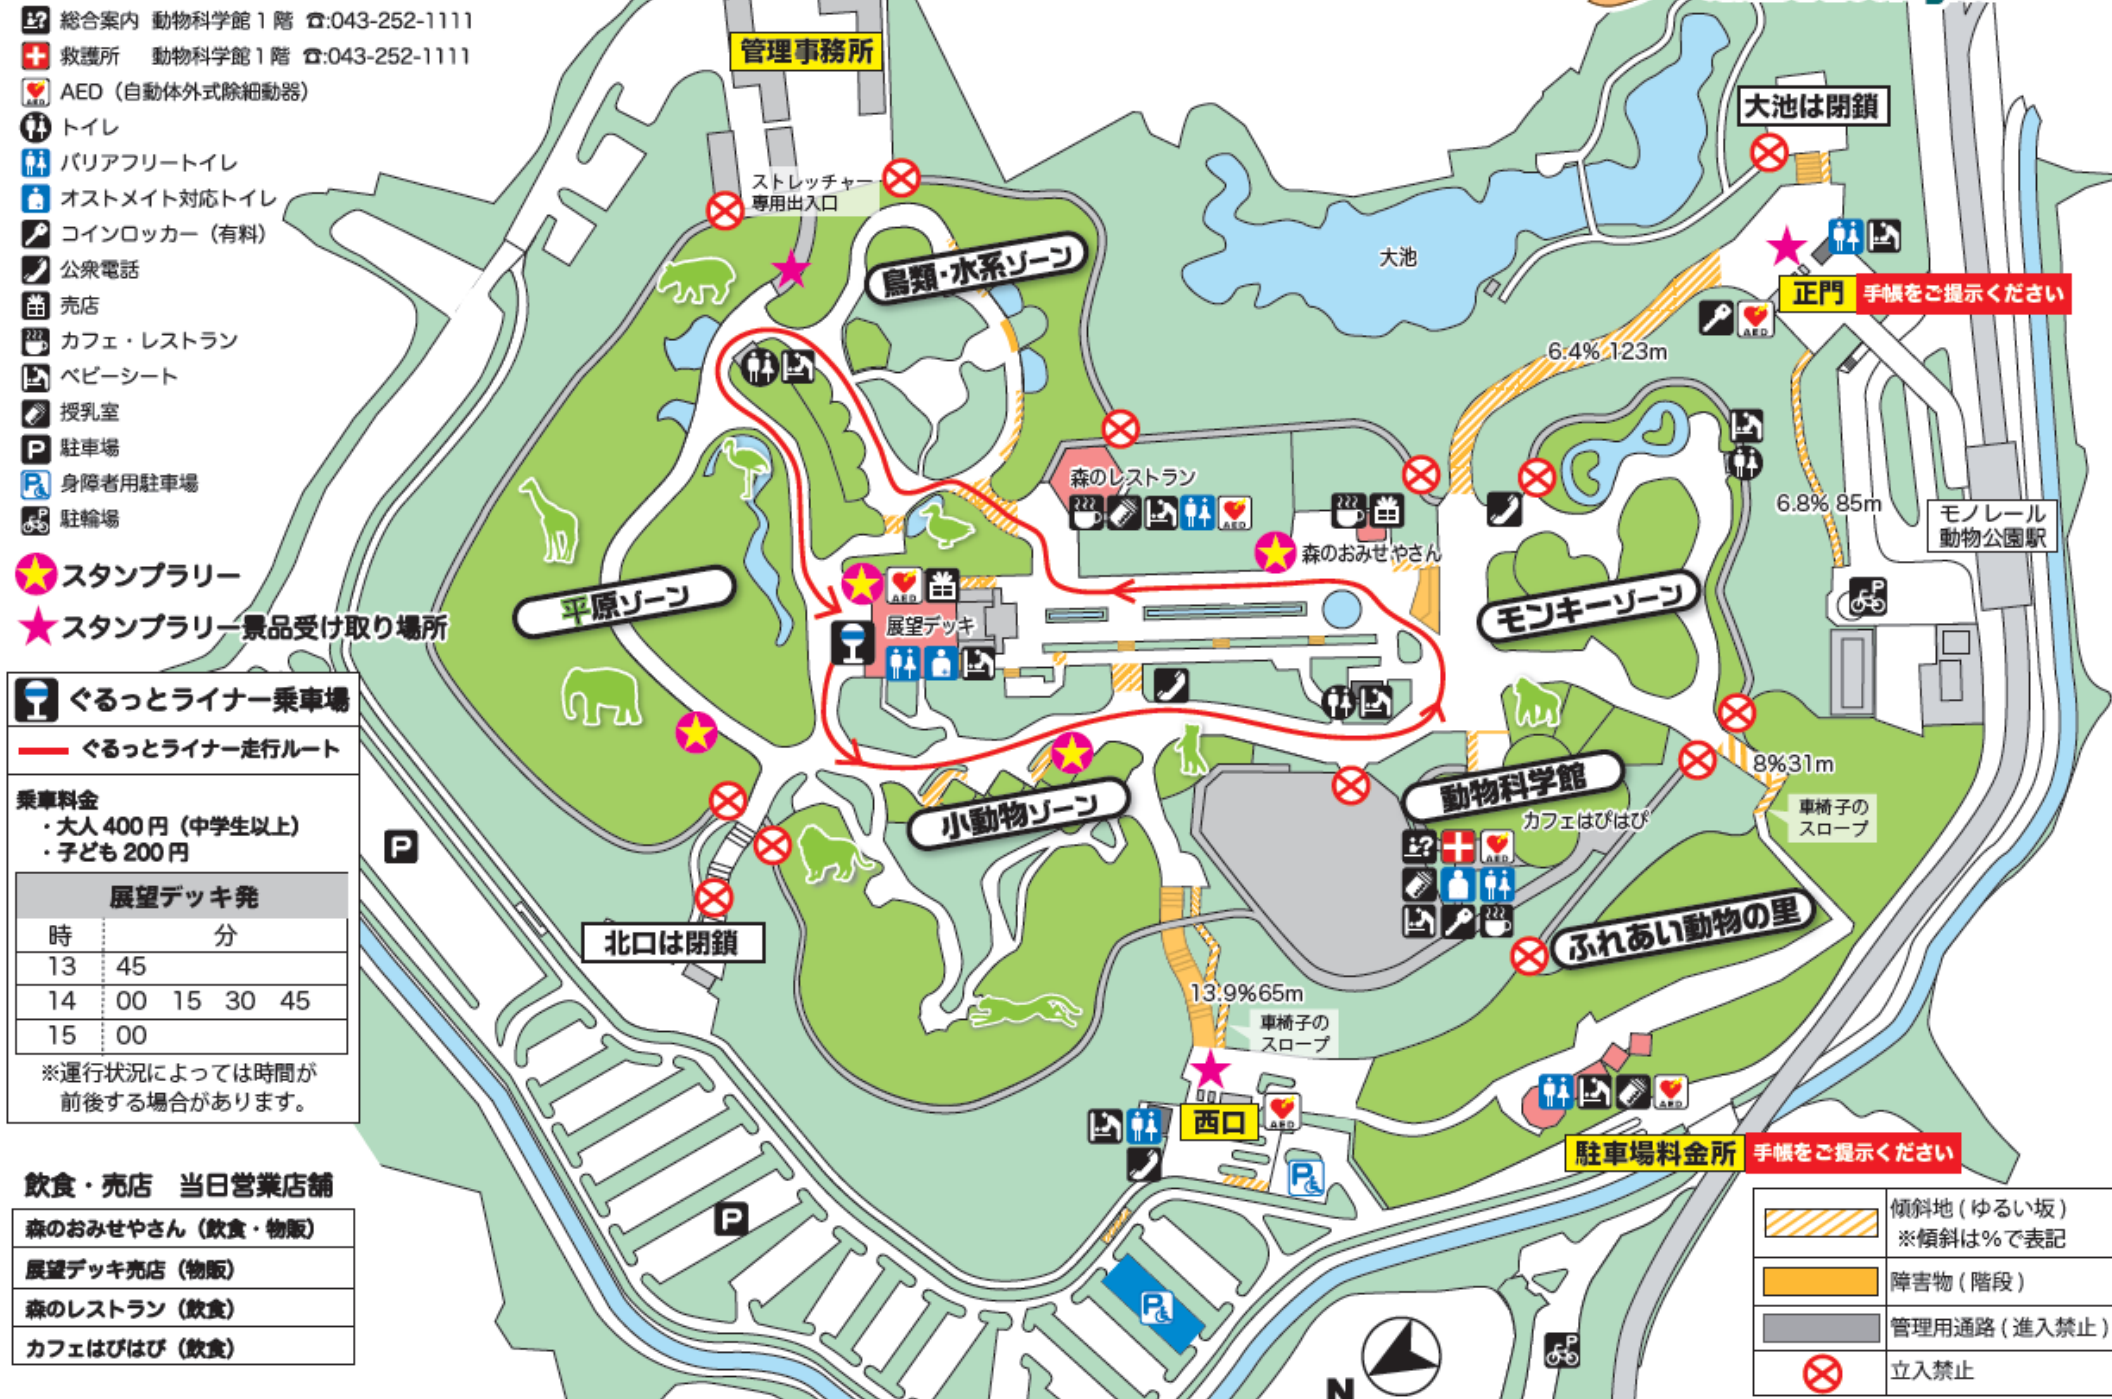 総合案内 動物科学館1階 ☎:043-252-1111
救護所 動物科学館1階 ☎:043-252-1111
AED（自動体外式除細動器）
トイレ
バリアフリートイレ
オストメイト対応トイレ
コインロッカー（有料）
公衆電話
売店
カフェ・レストラン
ベビーシート
授乳室
P 駐車場
P 身障者用駐車場
P 駐輪場
スタンプラリー
スタンプラリー景品受け取り場所
ぐるっとライナー乗車場
ぐるっとライナー走行ルート
乗車料金
・大人400円（中学生以上）
・子ども200円
展望デッキ発
時 分
13 45
14 00 15 30 45
15 00
※運行状況によっては時間が
前後する場合があります。
飲食・売店 当日営業店舗
森のおみせやさん（飲食・物販）
展望デッキ売店（物販）
森のレストラン（飲食）
カフェはぴはぴ（飲食）
管理事務所
ストレッチャー
専用出入口
鳥類・水系ゾーン
大池
大池は閉鎖
正門
手帳をご提示ください
AED
6.4% 123m
6.8% 85m
モノレール
動物公園駅
P
森のレストラン
AED
森のおみせやさん
平原ゾーン
AED
展望デッキ
モンキーゾーン
8%31m
車椅子の
スロープ
小動物ゾーン
動物科学館
カフェはぴはぴ
AED
ふれあい動物の里
北口は閉鎖
P
13.9%65m
車椅子の
スロープ
西口
AED
P
AED
駐車場料金所
手帳をご提示ください
P
P
P
N
傾斜地(ゆるい坂)
※傾斜は%で表記
障害物(階段)
管理用通路(進入禁止)
立入禁止